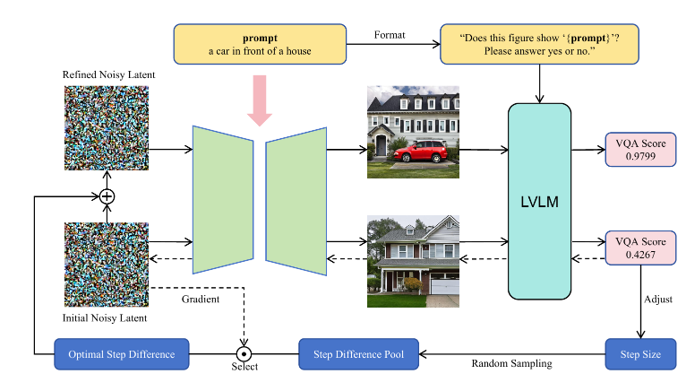 prompt
a car in front of a house
Format
“Does this figure show ‘{prompt}’?
Please answer yes or no.”
Refined Noisy Latent
VQA Score
0.9799
LVLM
VQA Score
0.4267
Initial Noisy Latent
Gradient
Adjust
Optimal Step Difference
Select
Step Difference Pool
Random Sampling
Step Size